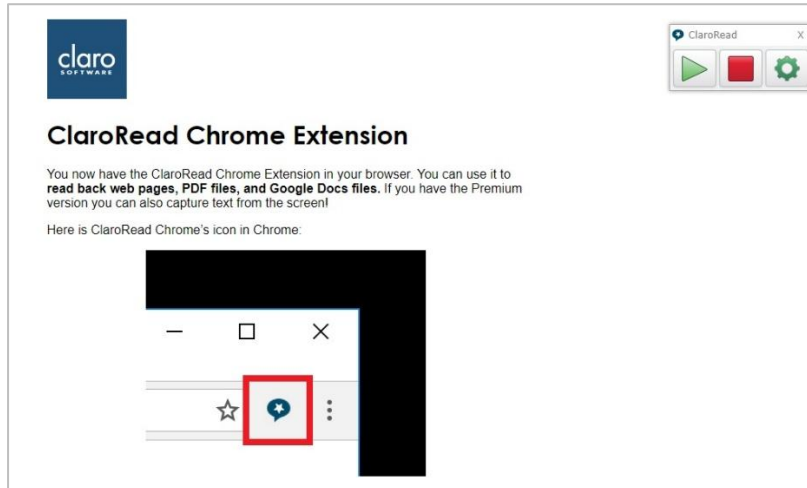 claro
SOFTWARE
ClaroRead X
ClaroRead Chrome Extension
You now have the ClaroRead Chrome Extension in your browser. You can use it to
read back web pages, PDF files, and Google Docs files. If you have the Premium
version you can also capture text from the screen!
Here is ClaroRead Chrome's icon in Chrome: